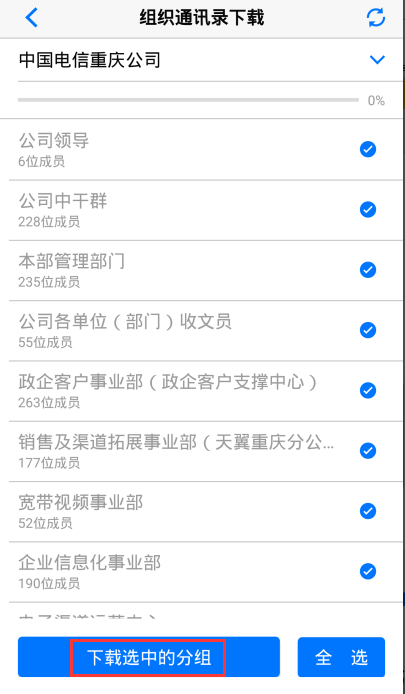 组织通讯录下载
中国电信重庆公司
0%
公司领导
6位成员
公司中干群
228位成员
本部管理部门
235位成员
公司各单位（部门）收文员
55位成员
政企客户事业部（政企客户支撑中心）
263位成员
销售及渠道拓展事业部（天翼重庆分公...
177位成员
宽带视频事业部
52位成员
企业信息化事业部
190位成员
下载选中的分组
全 选